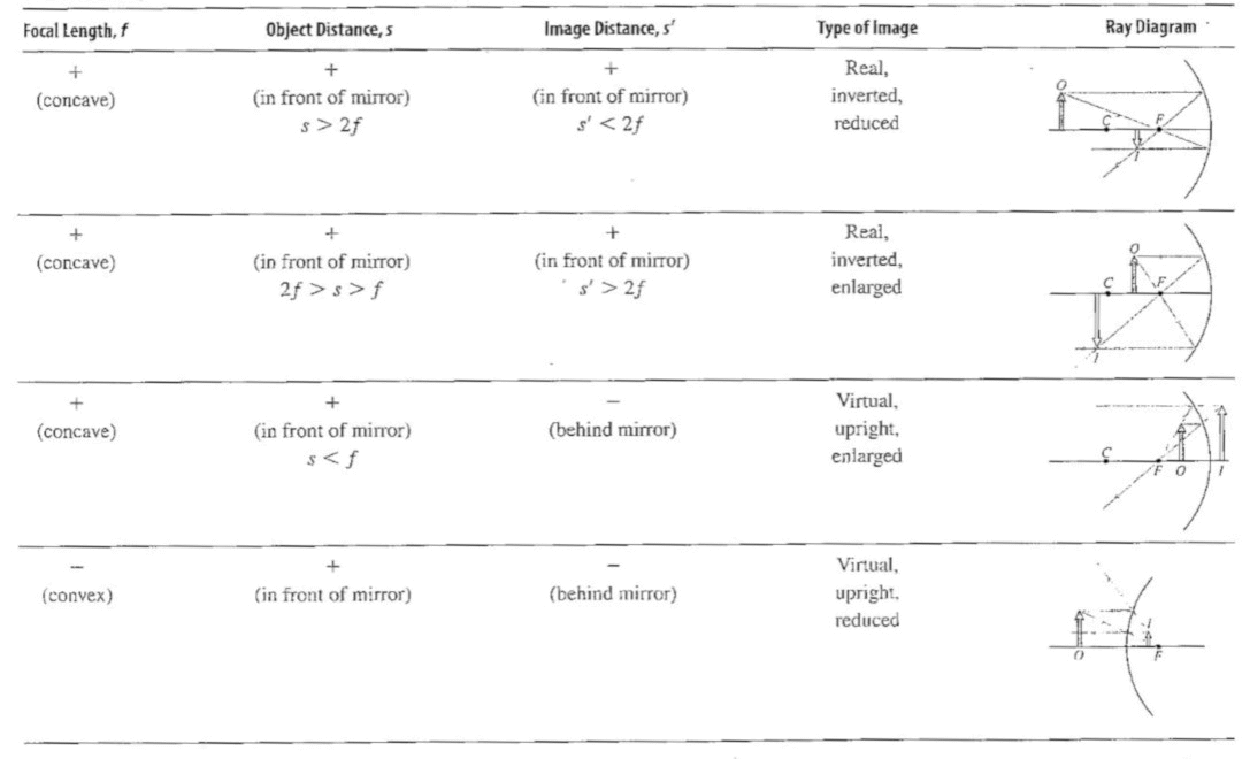 Focal Length, f Object Distance, s Image Distance, s′ Type of Image Ray Diagram
+ + + Real,
(concave) (in front of mirror) (in front of mirror) inverted,
s > 2f s′ < 2f reduced
O
C F
I
+ + + Real,
(concave) (in front of mirror) (in front of mirror) inverted,
2f > s > f s′ > 2f enlarged
O
C F
I
+ + − Virtual,
(concave) (in front of mirror) (behind mirror) upright,
s < f enlarged
C
F O I
− + − Virtual,
(convex) (in front of mirror) (behind mirror) upright,
reduced
I
O F